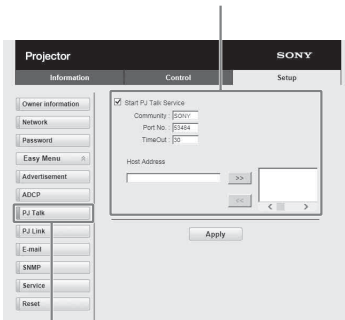 Projector
SONY
Information
Control
Setup
Owner information
Network
Password
Easy Menu
Advertisement
ADCP
PJ Talk
PJ Link
E-mail
SNMP
Service
Reset
Start PJ Talk Service
Community : SONY
Port No. : 53484
TimeOut : 30
Host Address
>>
<<
< >
Apply